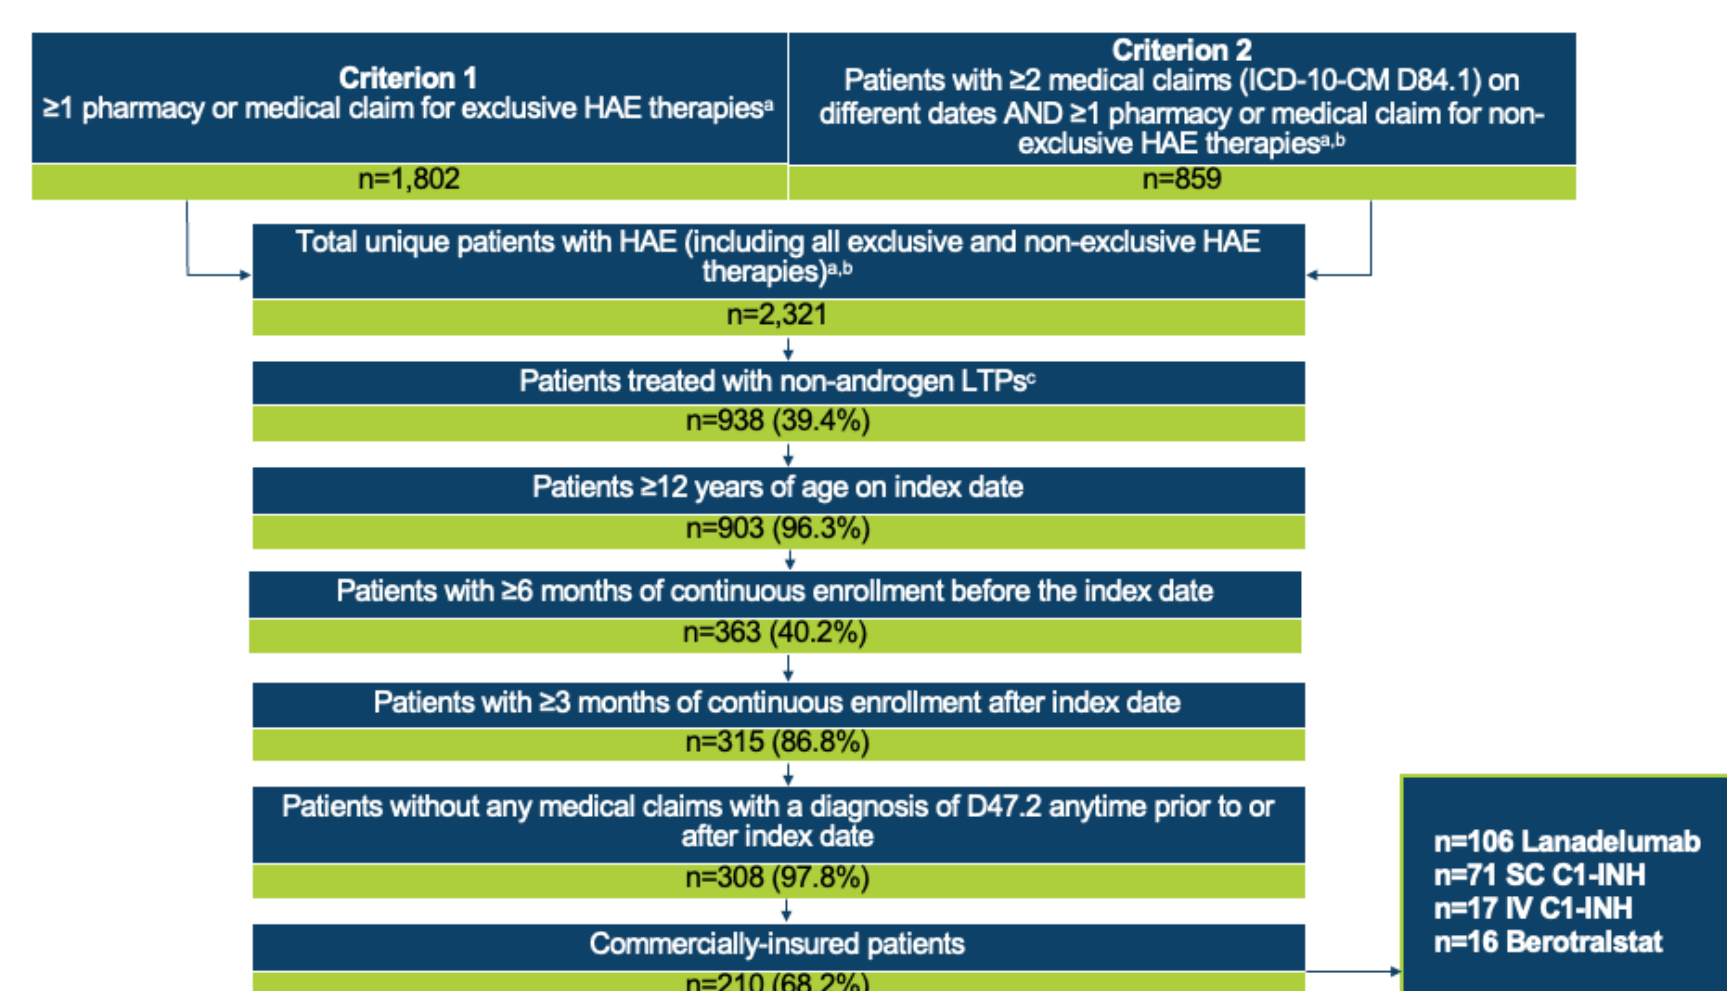 Criterion 1
≥1 pharmacy or medical claim for exclusive HAE therapiesᵃ
n=1,802
Criterion 2
Patients with ≥2 medical claims (ICD-10-CM D84.1) on
different dates AND ≥1 pharmacy or medical claim for non-
exclusive HAE therapiesᵃ,ᵇ
n=859
Total unique patients with HAE (including all exclusive and non-exclusive HAE
therapies)ᵃ,ᵇ
n=2,321
Patients treated with non-androgen LTPsᶜ
n=938 (39.4%)
Patients ≥12 years of age on index date
n=903 (96.3%)
Patients with ≥6 months of continuous enrollment before the index date
n=363 (40.2%)
Patients with ≥3 months of continuous enrollment after index date
n=315 (86.8%)
Patients without any medical claims with a diagnosis of D47.2 anytime prior to or
after index date
n=308 (97.8%)
Commercially-insured patients
n=210 (68.2%)
n=106 Lanadelumab
n=71 SC C1-INH
n=17 IV C1-INH
n=16 Berotralstat